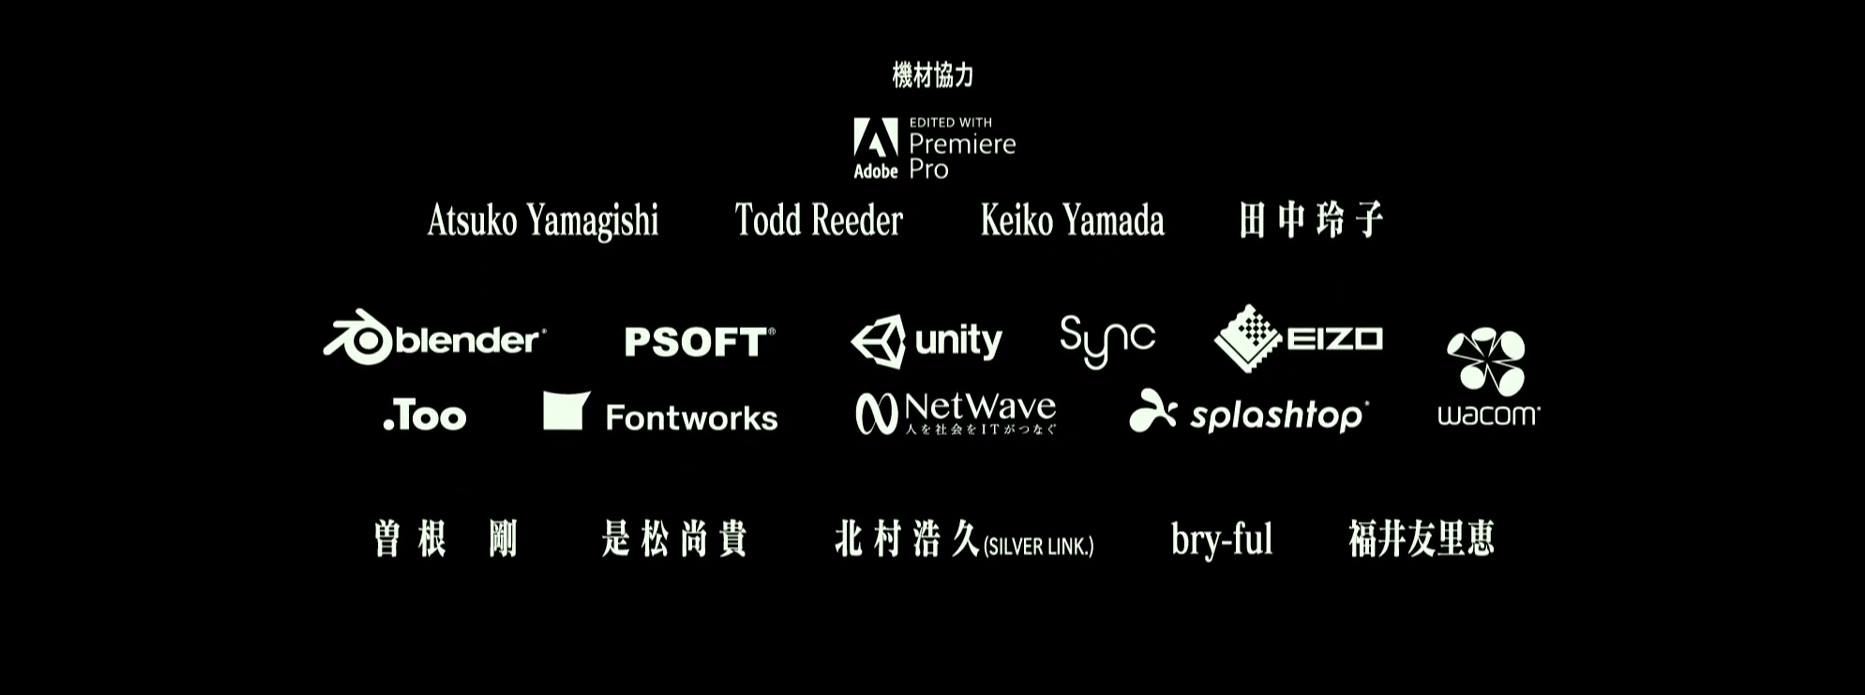 機材協力
Adobe EDITED WITH Premiere Pro
Atsuko Yamagishi Todd Reeder Keiko Yamada 田中玲子
blender® PSOFT® unity Sync EIZO
.Too Fontworks NetWave 人を社会をITがつなぐ splashtop® wacom®
曽根 剛 是松尚貴 北村浩久(SILVER LINK.) bry-ful 福井友里恵